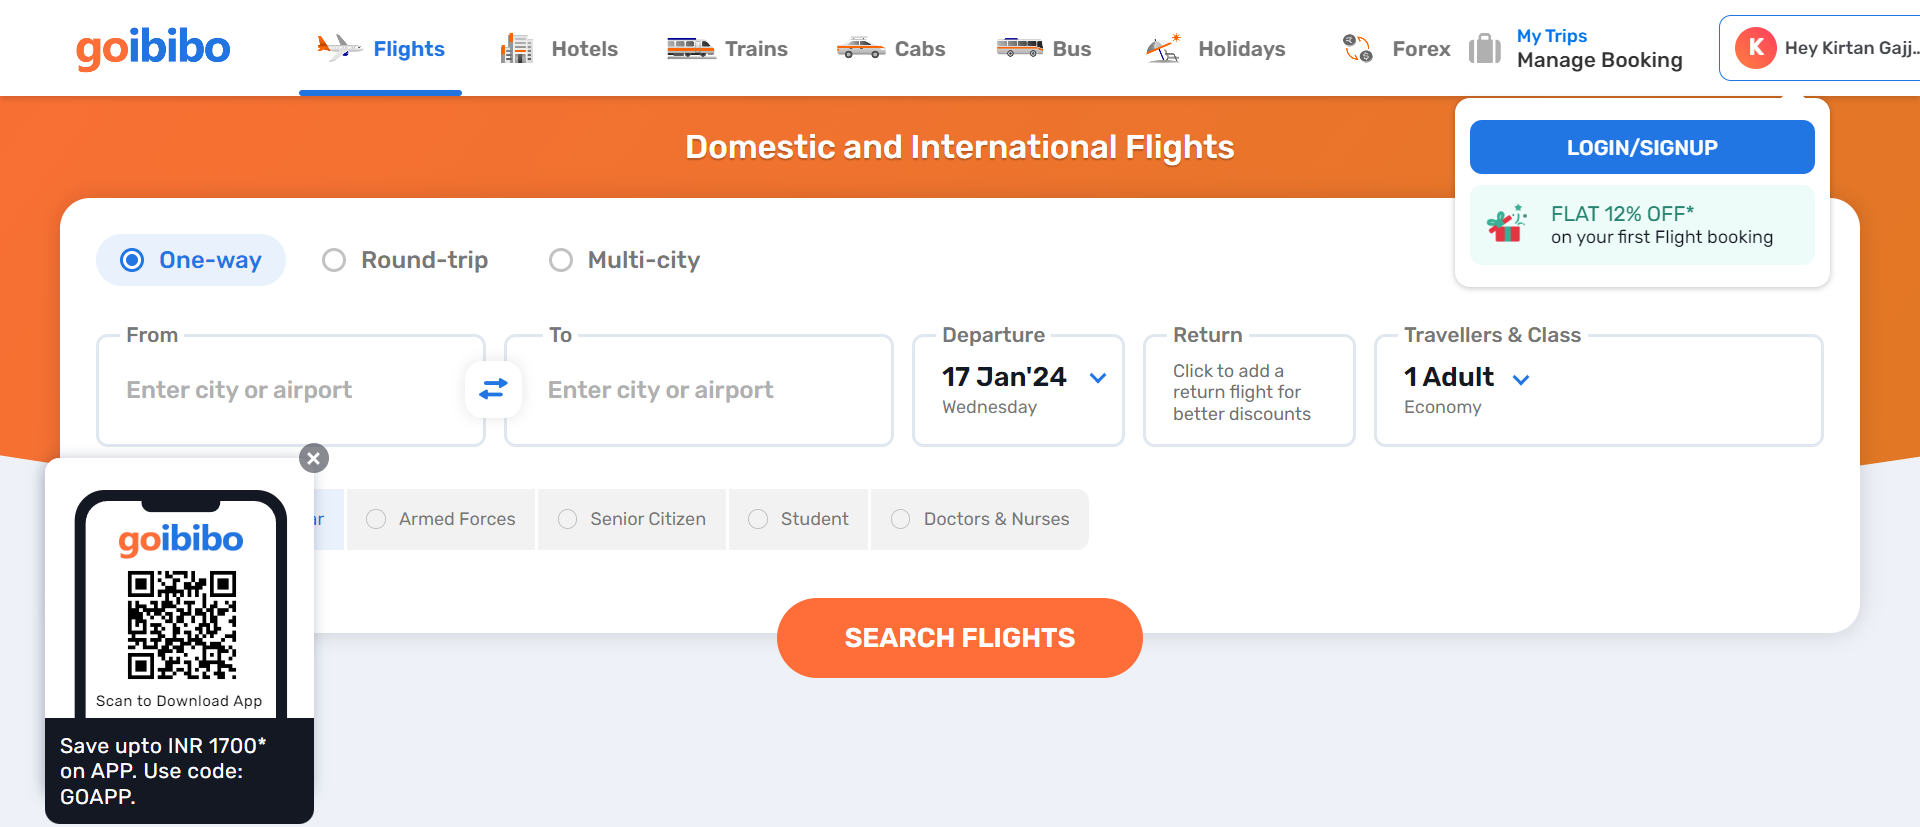 goibibo
Flights
Hotels
Trains
Cabs
Bus
Holidays
Forex
My Trips
Manage Booking
K
Hey Kirtan Gajj...
Domestic and International Flights
LOGIN/SIGNUP
FLAT 12% OFF*
on your first Flight booking
One-way
Round-trip
Multi-city
From
Enter city or airport
To
Enter city or airport
Departure
17 Jan'24
Wednesday
Return
Click to add a
return flight for
better discounts
Travellers & Class
1 Adult
Economy
ar
Armed Forces
Senior Citizen
Student
Doctors & Nurses
SEARCH FLIGHTS
goibibo
Scan to Download App
Save upto INR 1700*
on APP. Use code:
GOAPP.